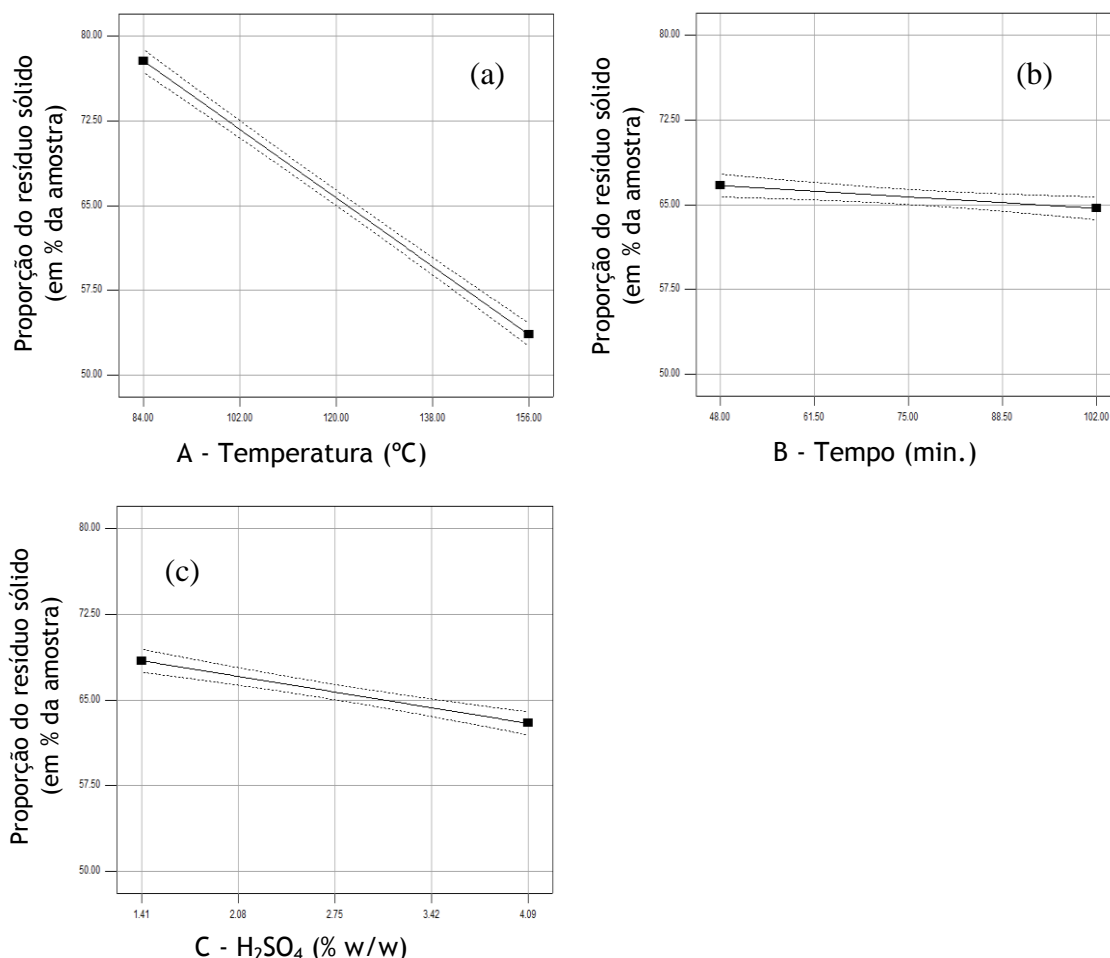 Proporção do resíduo sólido
(em % da amostra)
80.00
72.50
65.00
57.50
50.00
(a)
84.00 102.00 120.00 138.00 156.00
A - Temperatura (ºC)
Proporção do resíduo sólido
(em % da amostra)
80.00
72.50
65.00
57.50
50.00
(b)
48.00 61.50 75.00 88.50 102.00
B - Tempo (min.)
Proporção do resíduo sólido
(em % da amostra)
80.00
72.50
65.00
57.50
50.00
(c)
1.41 2.08 2.75 3.42 4.09
C - H₂SO₄ (% w/w)